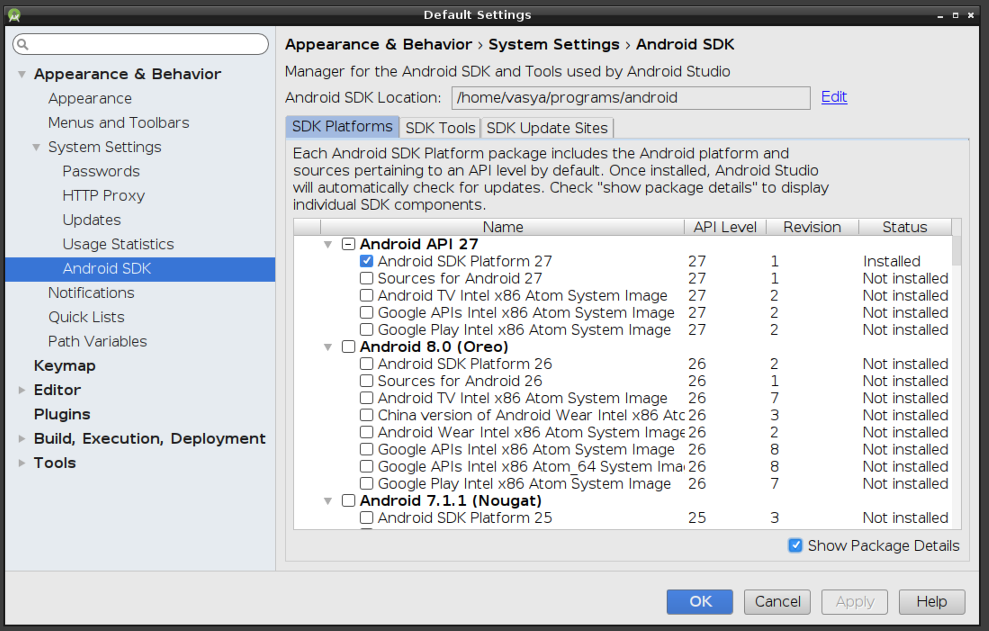 Default Settings
Appearance & Behavior
Appearance
Menus and Toolbars
System Settings
Passwords
HTTP Proxy
Updates
Usage Statistics
Android SDK
Notifications
Quick Lists
Path Variables
Keymap
Editor
Plugins
Build, Execution, Deployment
Tools
Appearance & Behavior › System Settings › Android SDK
Manager for the Android SDK and Tools used by Android Studio
Android SDK Location: /home/vasya/programs/android Edit
SDK Platforms SDK Tools SDK Update Sites
Each Android SDK Platform package includes the Android platform and
sources pertaining to an API level by default. Once installed, Android Studio
will automatically check for updates. Check "show package details" to display
individual SDK components.
Name API Level Revision Status
Android API 27
Android SDK Platform 27 27 1 Installed
Sources for Android 27 27 1 Not installed
Android TV Intel x86 Atom System Image 27 2 Not installed
Google APIs Intel x86 Atom System Image 27 2 Not installed
Google Play Intel x86 Atom System Image 27 2 Not installed
Android 8.0 (Oreo)
Android SDK Platform 26 26 2 Not installed
Sources for Android 26 26 1 Not installed
Android TV Intel x86 Atom System Image 26 7 Not installed
China version of Android Wear Intel x86 Atc 26 3 Not installed
Android Wear Intel x86 Atom System Image 26 2 Not installed
Google APIs Intel x86 Atom System Image 26 8 Not installed
Google APIs Intel x86 Atom_64 System Ima 26 8 Not installed
Google Play Intel x86 Atom System Image 26 7 Not installed
Android 7.1.1 (Nougat)
Android SDK Platform 25 25 3 Not installed
Show Package Details
OK Cancel Apply Help